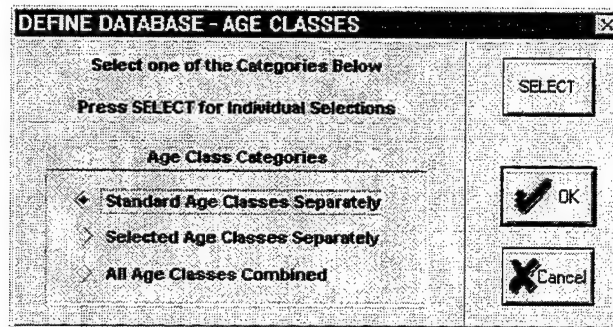 DEFINE DATABASE - AGE CLASSES
Select one of the Categories Below
Press SELECT for Individual Selections
Age Class Categories
Standard Age Classes Separately
Selected Age Classes Separately
All Age Classes Combined
SELECT
OK
Cancel